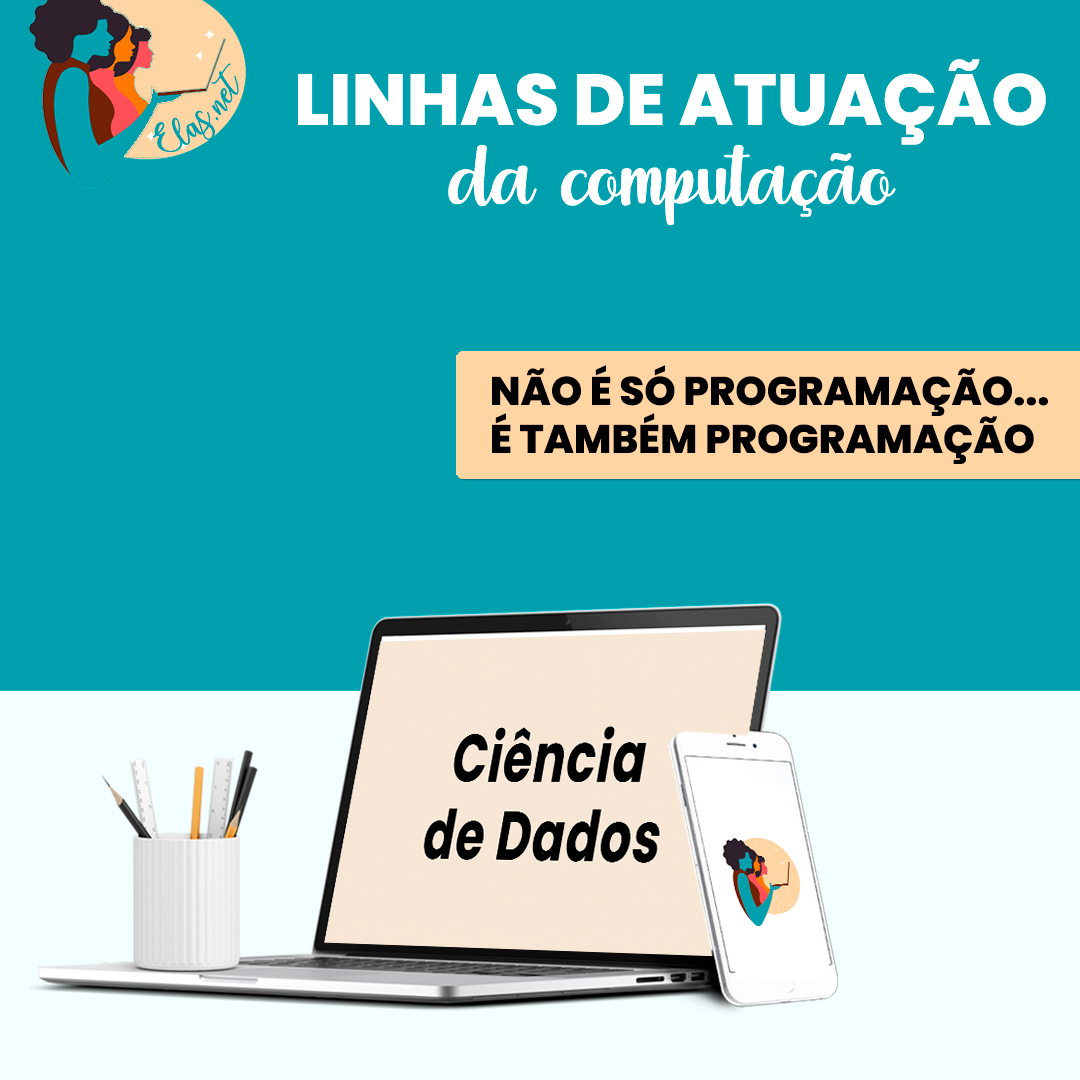 Elas.net
LINHAS DE ATUAÇÃO
da computação
NÃO É SÓ PROGRAMAÇÃO...
É TAMBÉM PROGRAMAÇÃO
Ciência
de Dados